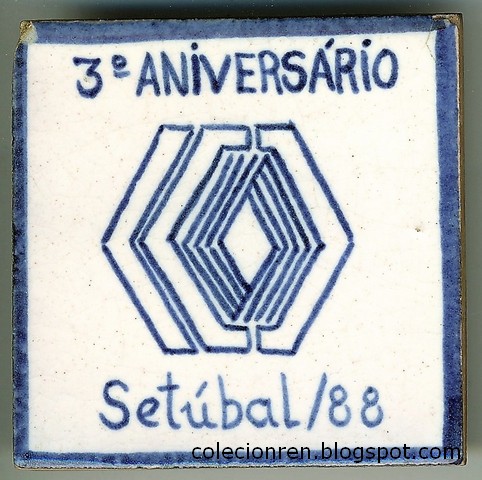 3º ANIVERSÁRIO
Setúbal/88
colecionren.blogspot.com